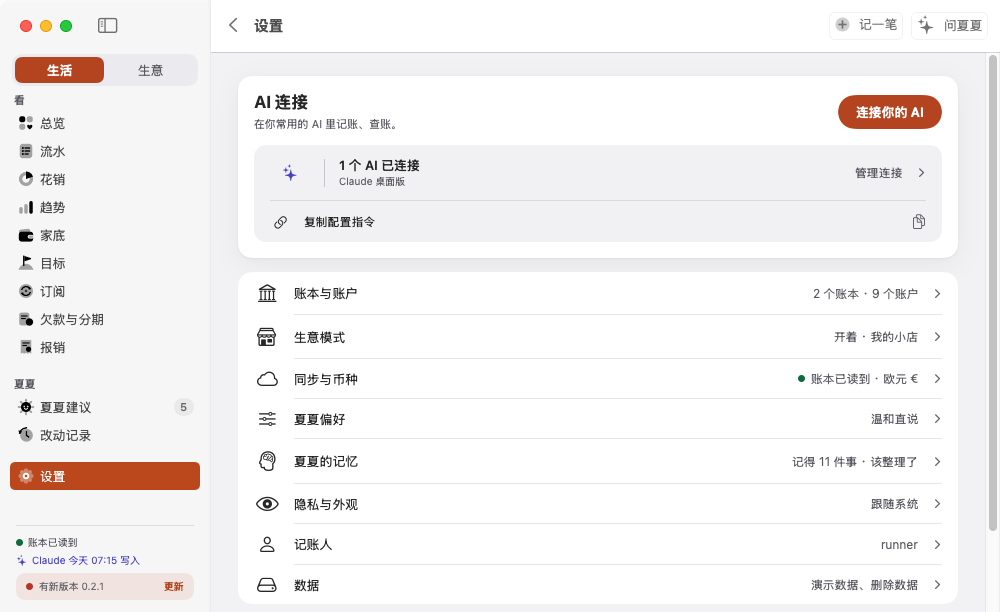 设置
记一笔
问夏夏
生活
生意
看
总览
流水
花销
趋势
家底
目标
订阅
欠款与分期
报销
夏夏
夏夏建议
5
改动记录
设置
账本已读到
Claude 今天 07:15 写入
有新版本 0.2.1
更新
AI 连接
在你常用的 AI 里记账、查账。
连接你的 AI
1 个 AI 已连接
Claude 桌面版
管理连接
复制配置指令
账本与账户
2 个账本 · 9 个账户
生意模式
开着 · 我的小店
同步与币种
账本已读到 · 欧元 €
夏夏偏好
温和直说
夏夏的记忆
记得 11 件事 · 该整理了
隐私与外观
跟随系统
记账人
runner
数据
演示数据、删除数据